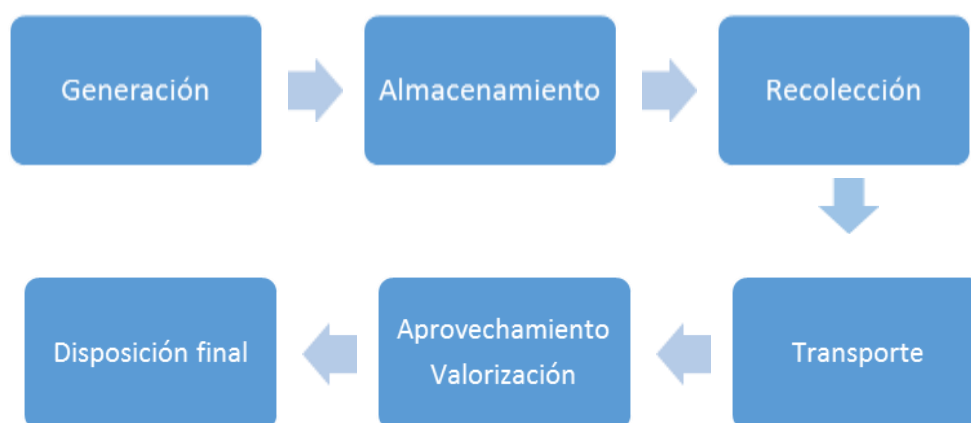 Generación
Almacenamiento
Recolección
Transporte
Aprovechamiento
Valorización
Disposición final